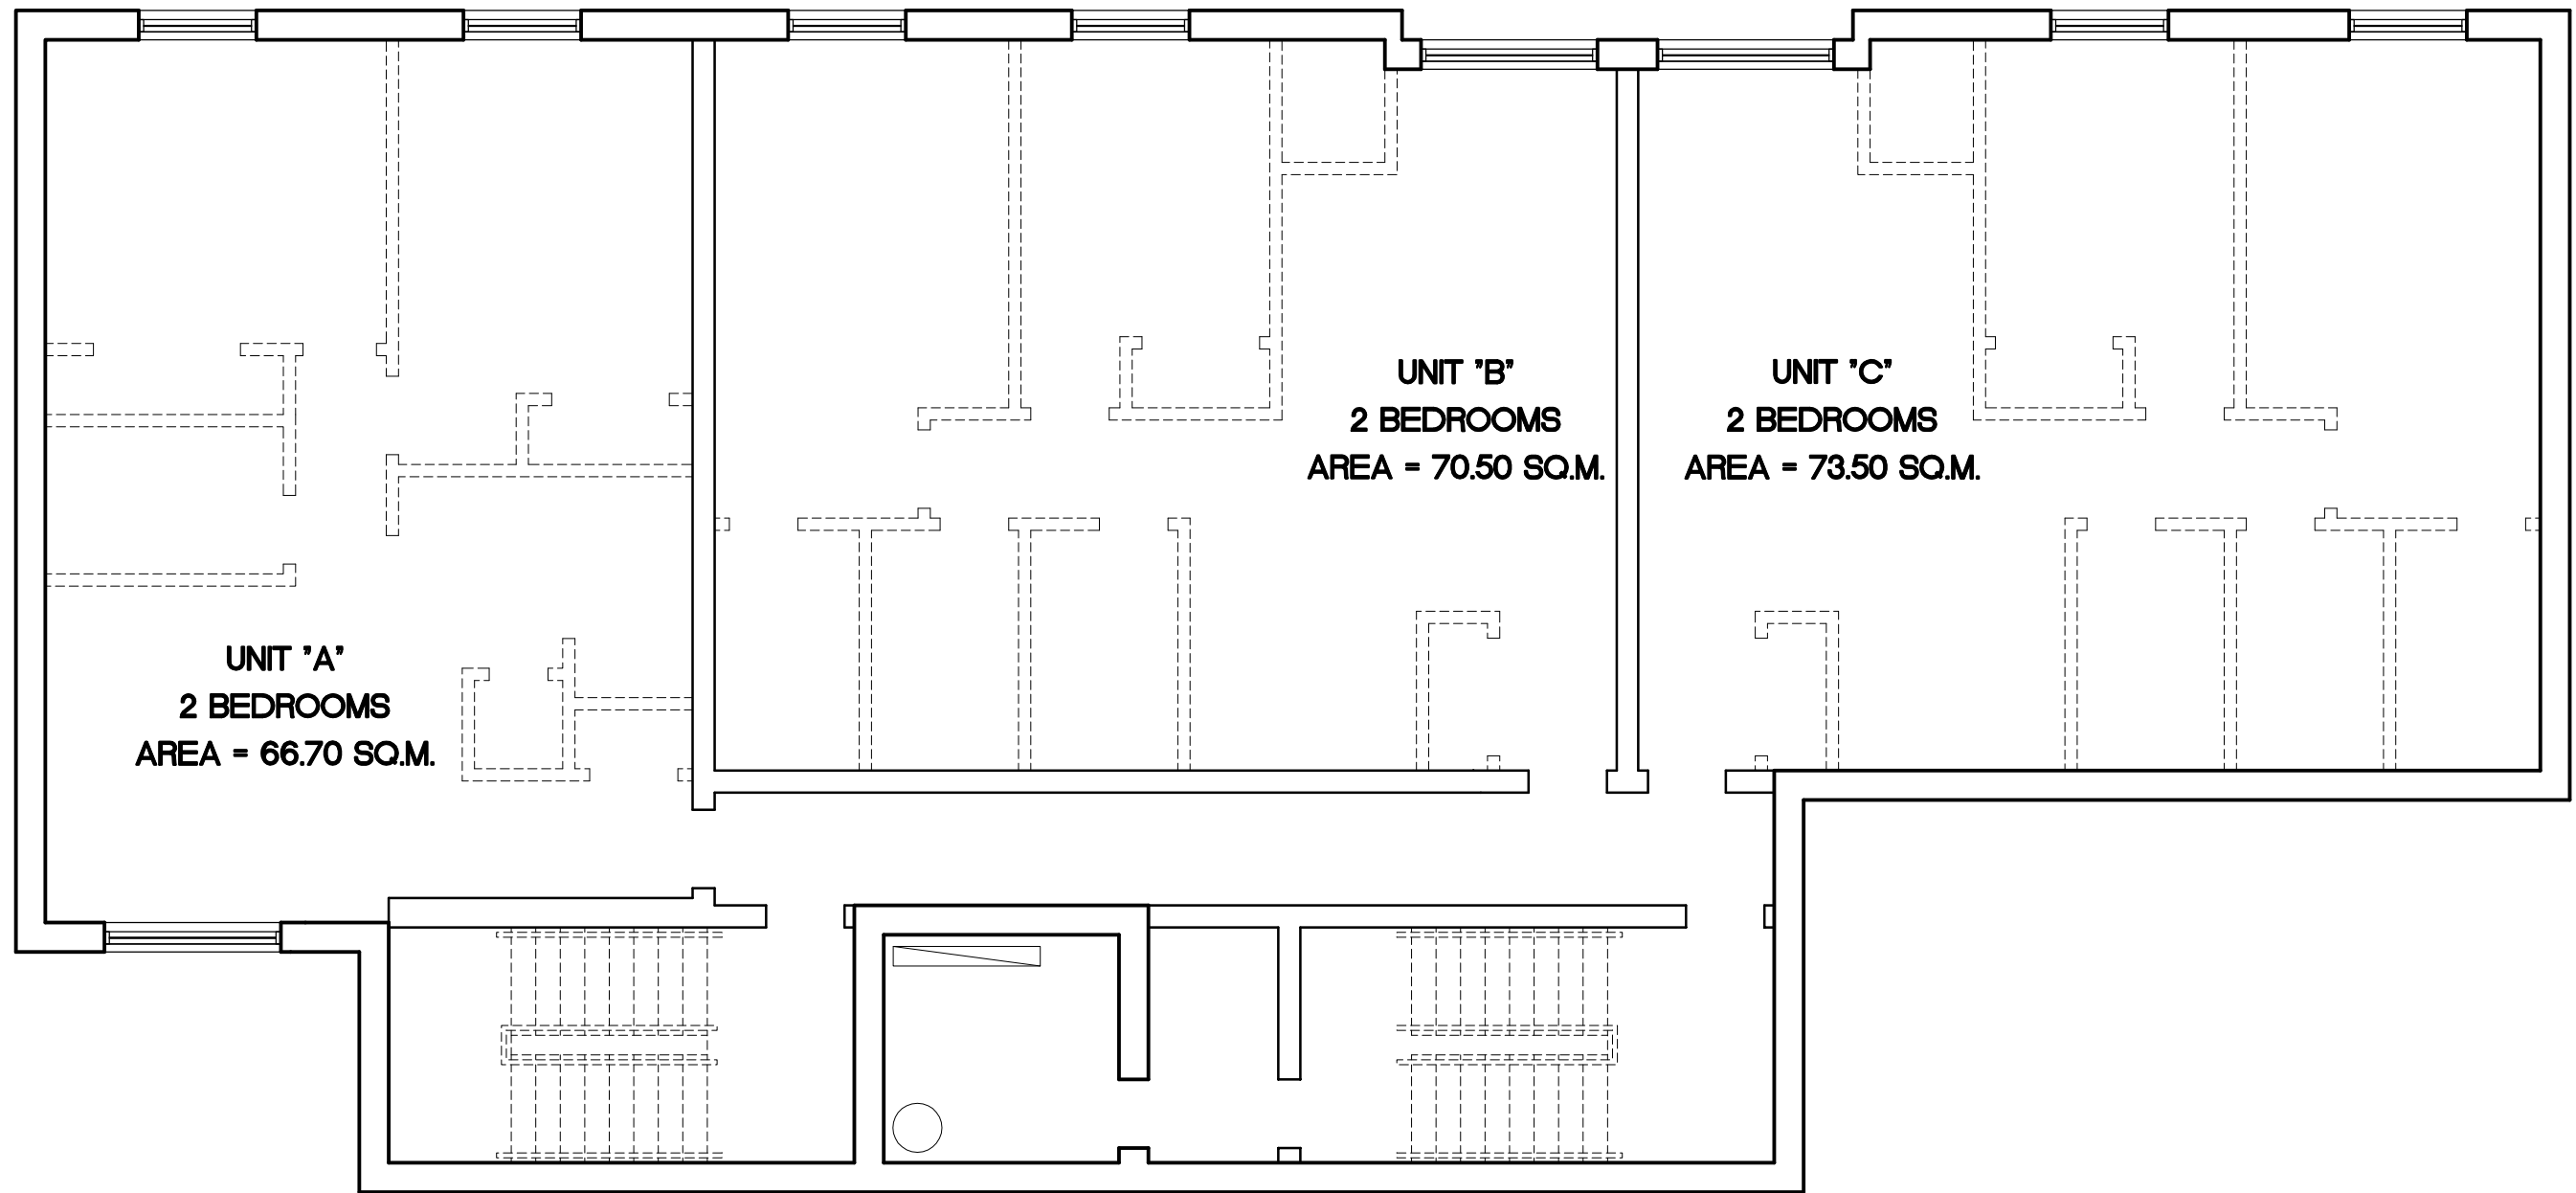 UNIT "A"
2 BEDROOMS
AREA = 66.70 SQ.M.
UNIT "B"
2 BEDROOMS
AREA = 70.50 SQ.M.
UNIT "C"
2 BEDROOMS
AREA = 73.50 SQ.M.